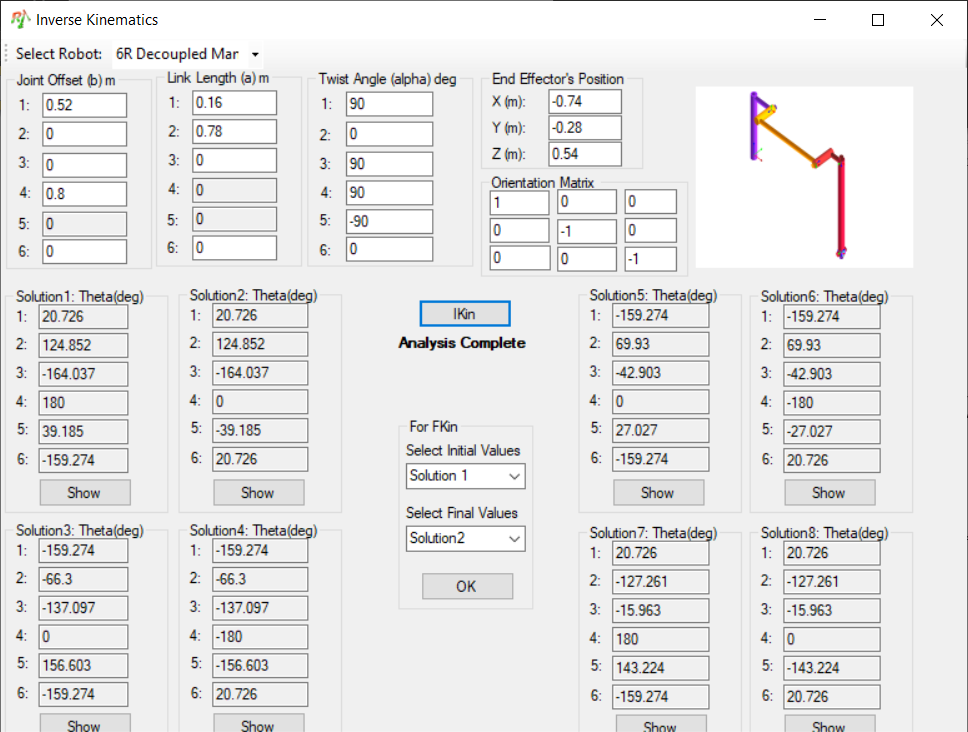 Inverse Kinematics
Select Robot: 6R Decoupled Mar
Joint Offset (b) m
1: 0.52
2: 0
3: 0
4: 0.8
5: 0
6: 0
Link Length (a) m
1: 0.16
2: 0.78
3: 0
4: 0
5: 0
6: 0
Twist Angle (alpha) deg
1: 90
2: 0
3: 90
4: 90
5: -90
6: 0
End Effector's Position
X (m): -0.74
Y (m): -0.28
Z (m): 0.54
Orientation Matrix
1 0 0
0 -1 0
0 0 -1
Solution1: Theta(deg)
1: 20.726
2: 124.852
3: -164.037
4: 180
5: 39.185
6: -159.274
Show
Solution2: Theta(deg)
1: 20.726
2: 124.852
3: -164.037
4: 0
5: -39.185
6: 20.726
Show
IKin
Analysis Complete
For FKin
Select Initial Values
Solution 1
Select Final Values
Solution2
OK
Solution5: Theta(deg)
1: -159.274
2: 69.93
3: -42.903
4: 0
5: 27.027
6: -159.274
Show
Solution6: Theta(deg)
1: -159.274
2: 69.93
3: -42.903
4: -180
5: -27.027
6: 20.726
Show
Solution3: Theta(deg)
1: -159.274
2: -66.3
3: -137.097
4: 0
5: 156.603
6: -159.274
Show
Solution4: Theta(deg)
1: -159.274
2: -66.3
3: -137.097
4: -180
5: -156.603
6: 20.726
Show
Solution7: Theta(deg)
1: 20.726
2: -127.261
3: -15.963
4: 180
5: 143.224
6: -159.274
Show
Solution8: Theta(deg)
1: 20.726
2: -127.261
3: -15.963
4: 0
5: -143.224
6: 20.726
Show